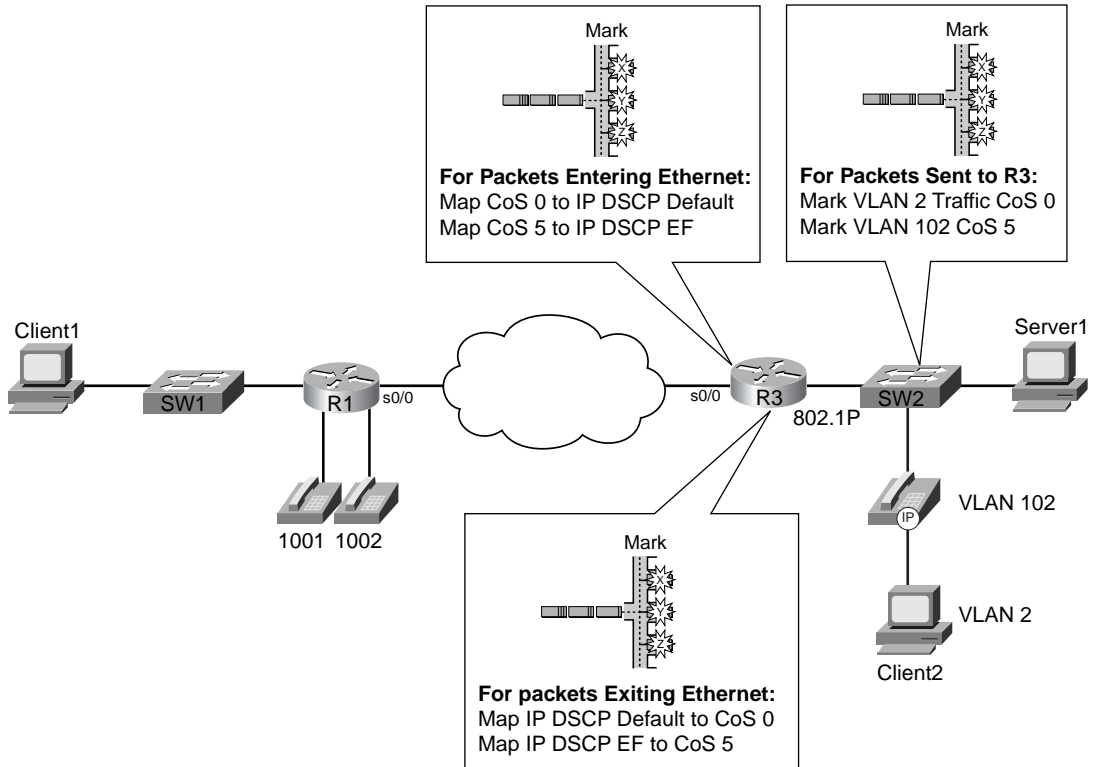 Mark
X
Y
Z
For Packets Entering Ethernet:
Map CoS 0 to IP DSCP Default
Map CoS 5 to IP DSCP EF
Mark
X
Y
Z
For Packets Sent to R3:
Mark VLAN 2 Traffic CoS 0
Mark VLAN 102 CoS 5
Client1
SW1
R1
s0/0
1001
1002
s0/0
R3
802.1P
SW2
Server1
IP
VLAN 102
VLAN 2
Client2
Mark
X
Y
Z
For packets Exiting Ethernet:
Map IP DSCP Default to CoS 0
Map IP DSCP EF to CoS 5